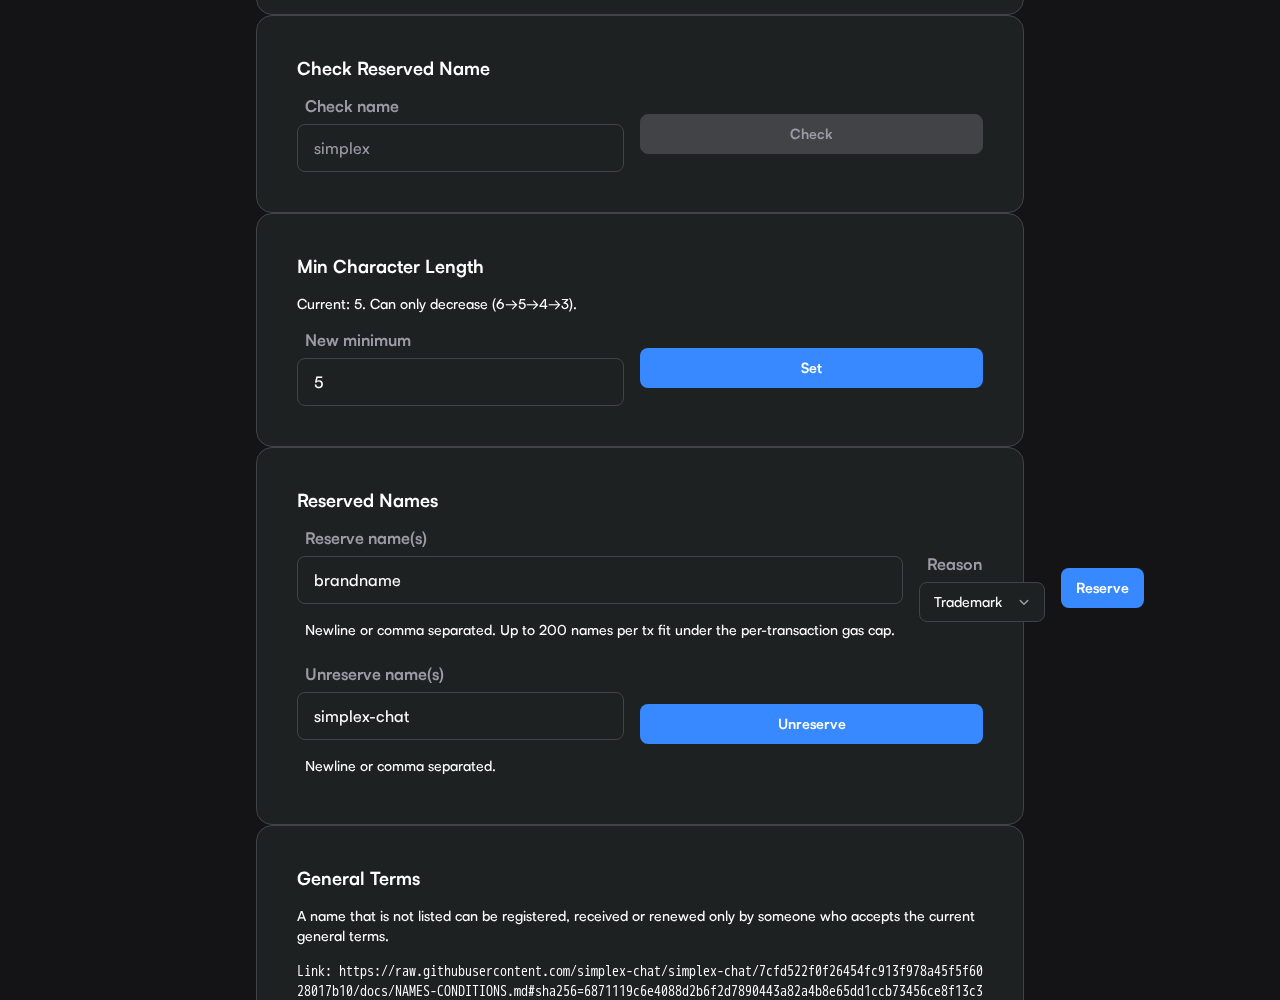 Check Reserved Name
Check name
simplex
Check
Min Character Length
Current: 5. Can only decrease (6→5→4→3).
New minimum
5
Set
Reserved Names
Reserve name(s)
brandname
Reason
Trademark
Reserve
Newline or comma separated. Up to 200 names per tx fit under the per-transaction gas cap.
Unreserve name(s)
simplex-chat
Unreserve
Newline or comma separated.
General Terms
A name that is not listed can be registered, received or renewed only by someone who accepts the current
general terms.
Link: https://raw.githubusercontent.com/simplex-chat/simplex-chat/7cfd522f0f26454fc913f978a45f5f60
28017b10/docs/NAMES-CONDITIONS.md#sha256=6871119c6e4088d2b6f2d7890443a82a4b8e65dd1ccb73456ce8f13c3